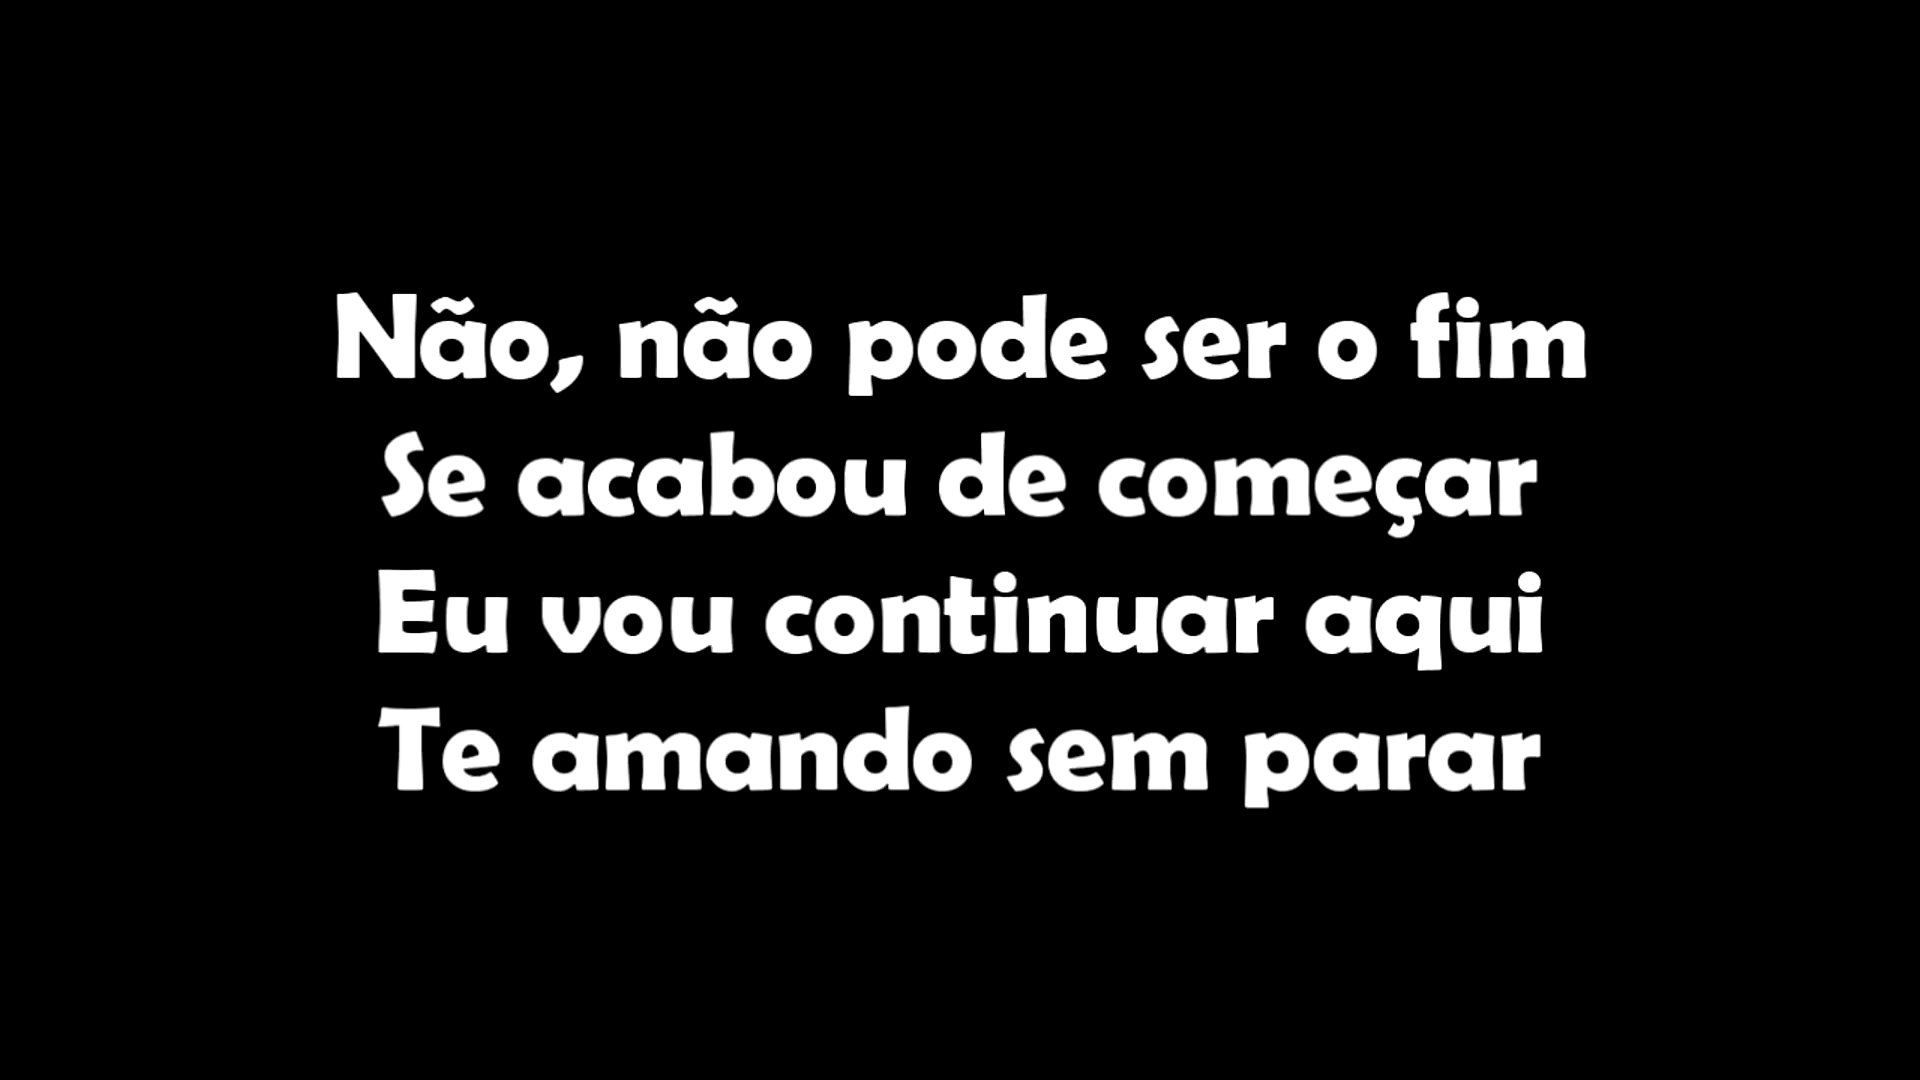 Não, não pode ser o fim
Se acabou de começar
Eu vou continuar aqui
Te amando sem parar